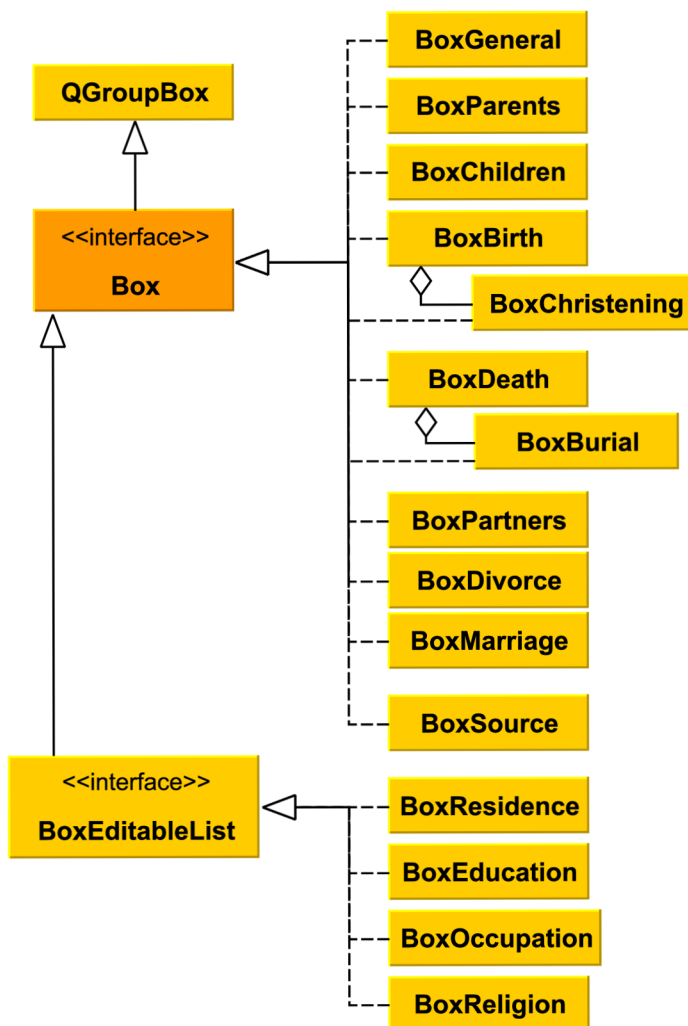 QGroupBox
<<interface>>
Box
BoxGeneral
BoxParents
BoxChildren
BoxBirth
BoxChristening
BoxDeath
BoxBurial
BoxPartners
BoxDivorce
BoxMarriage
BoxSource
<<interface>>
BoxEditableList
BoxResidence
BoxEducation
BoxOccupation
BoxReligion